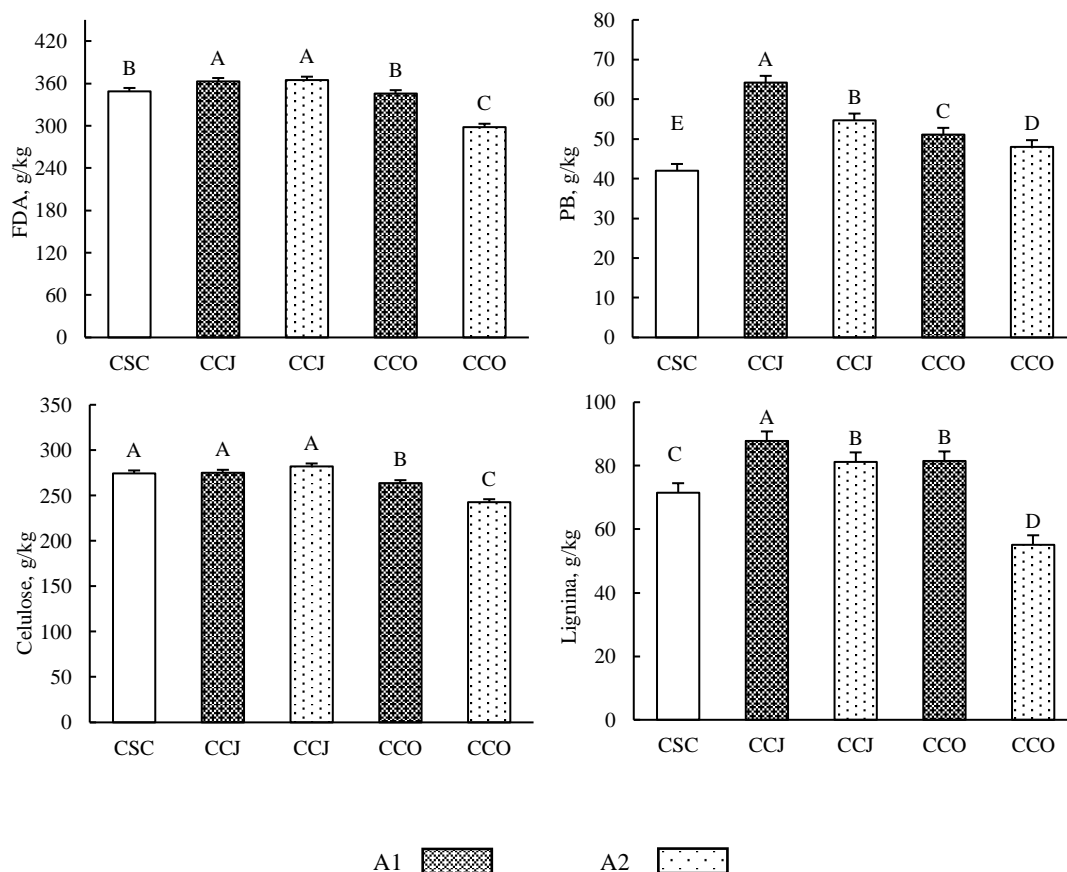 FDA, g/kg
420
360
300
240
180
120
60
0
B
A
A
B
C
CSC CCJ CCJ CCO CCO
PB, g/kg
80
70
60
50
40
30
20
10
0
E
A
B
C
D
CSC CCJ CCJ CCO CCO
Celulose, g/kg
350
300
250
200
150
100
50
0
A
A
A
B
C
CSC CCJ CCJ CCO CCO
Lignina, g/kg
100
80
60
40
20
0
C
A
B
B
D
CSC CCJ CCJ CCO CCO
A1 A2